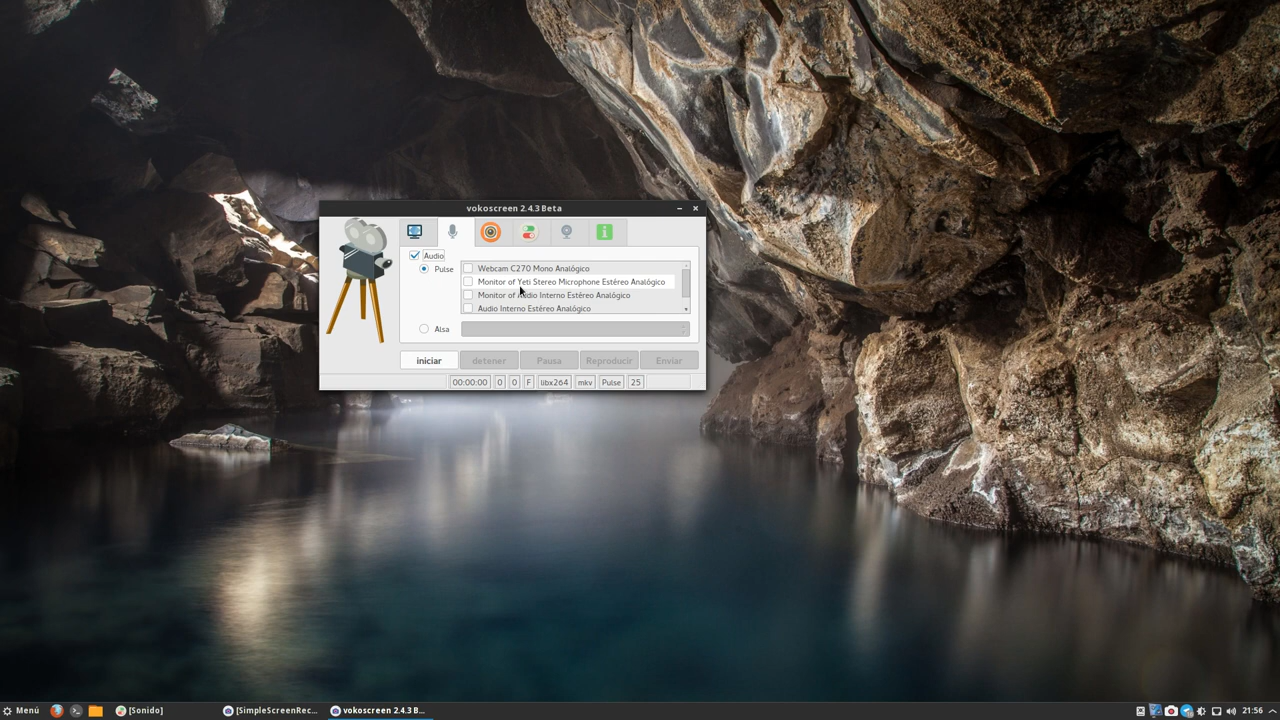 vokoscreen 2.4.3 Beta
Audio
Pulse
Webcam C270 Mono Analógico
Monitor of Yeti Stereo Microphone Estéreo Analógico
Monitor of Audio Interno Estéreo Analógico
Audio Interno Estéreo Analógico
Alsa
iniciar
detener
Pausa
Reproducir
Enviar
00:00:00 0 0 F libx264 mkv Pulse 25
Menú
[Sonido]
[SimpleScreenRec...
vokoscreen 2.4.3 B...
21:56